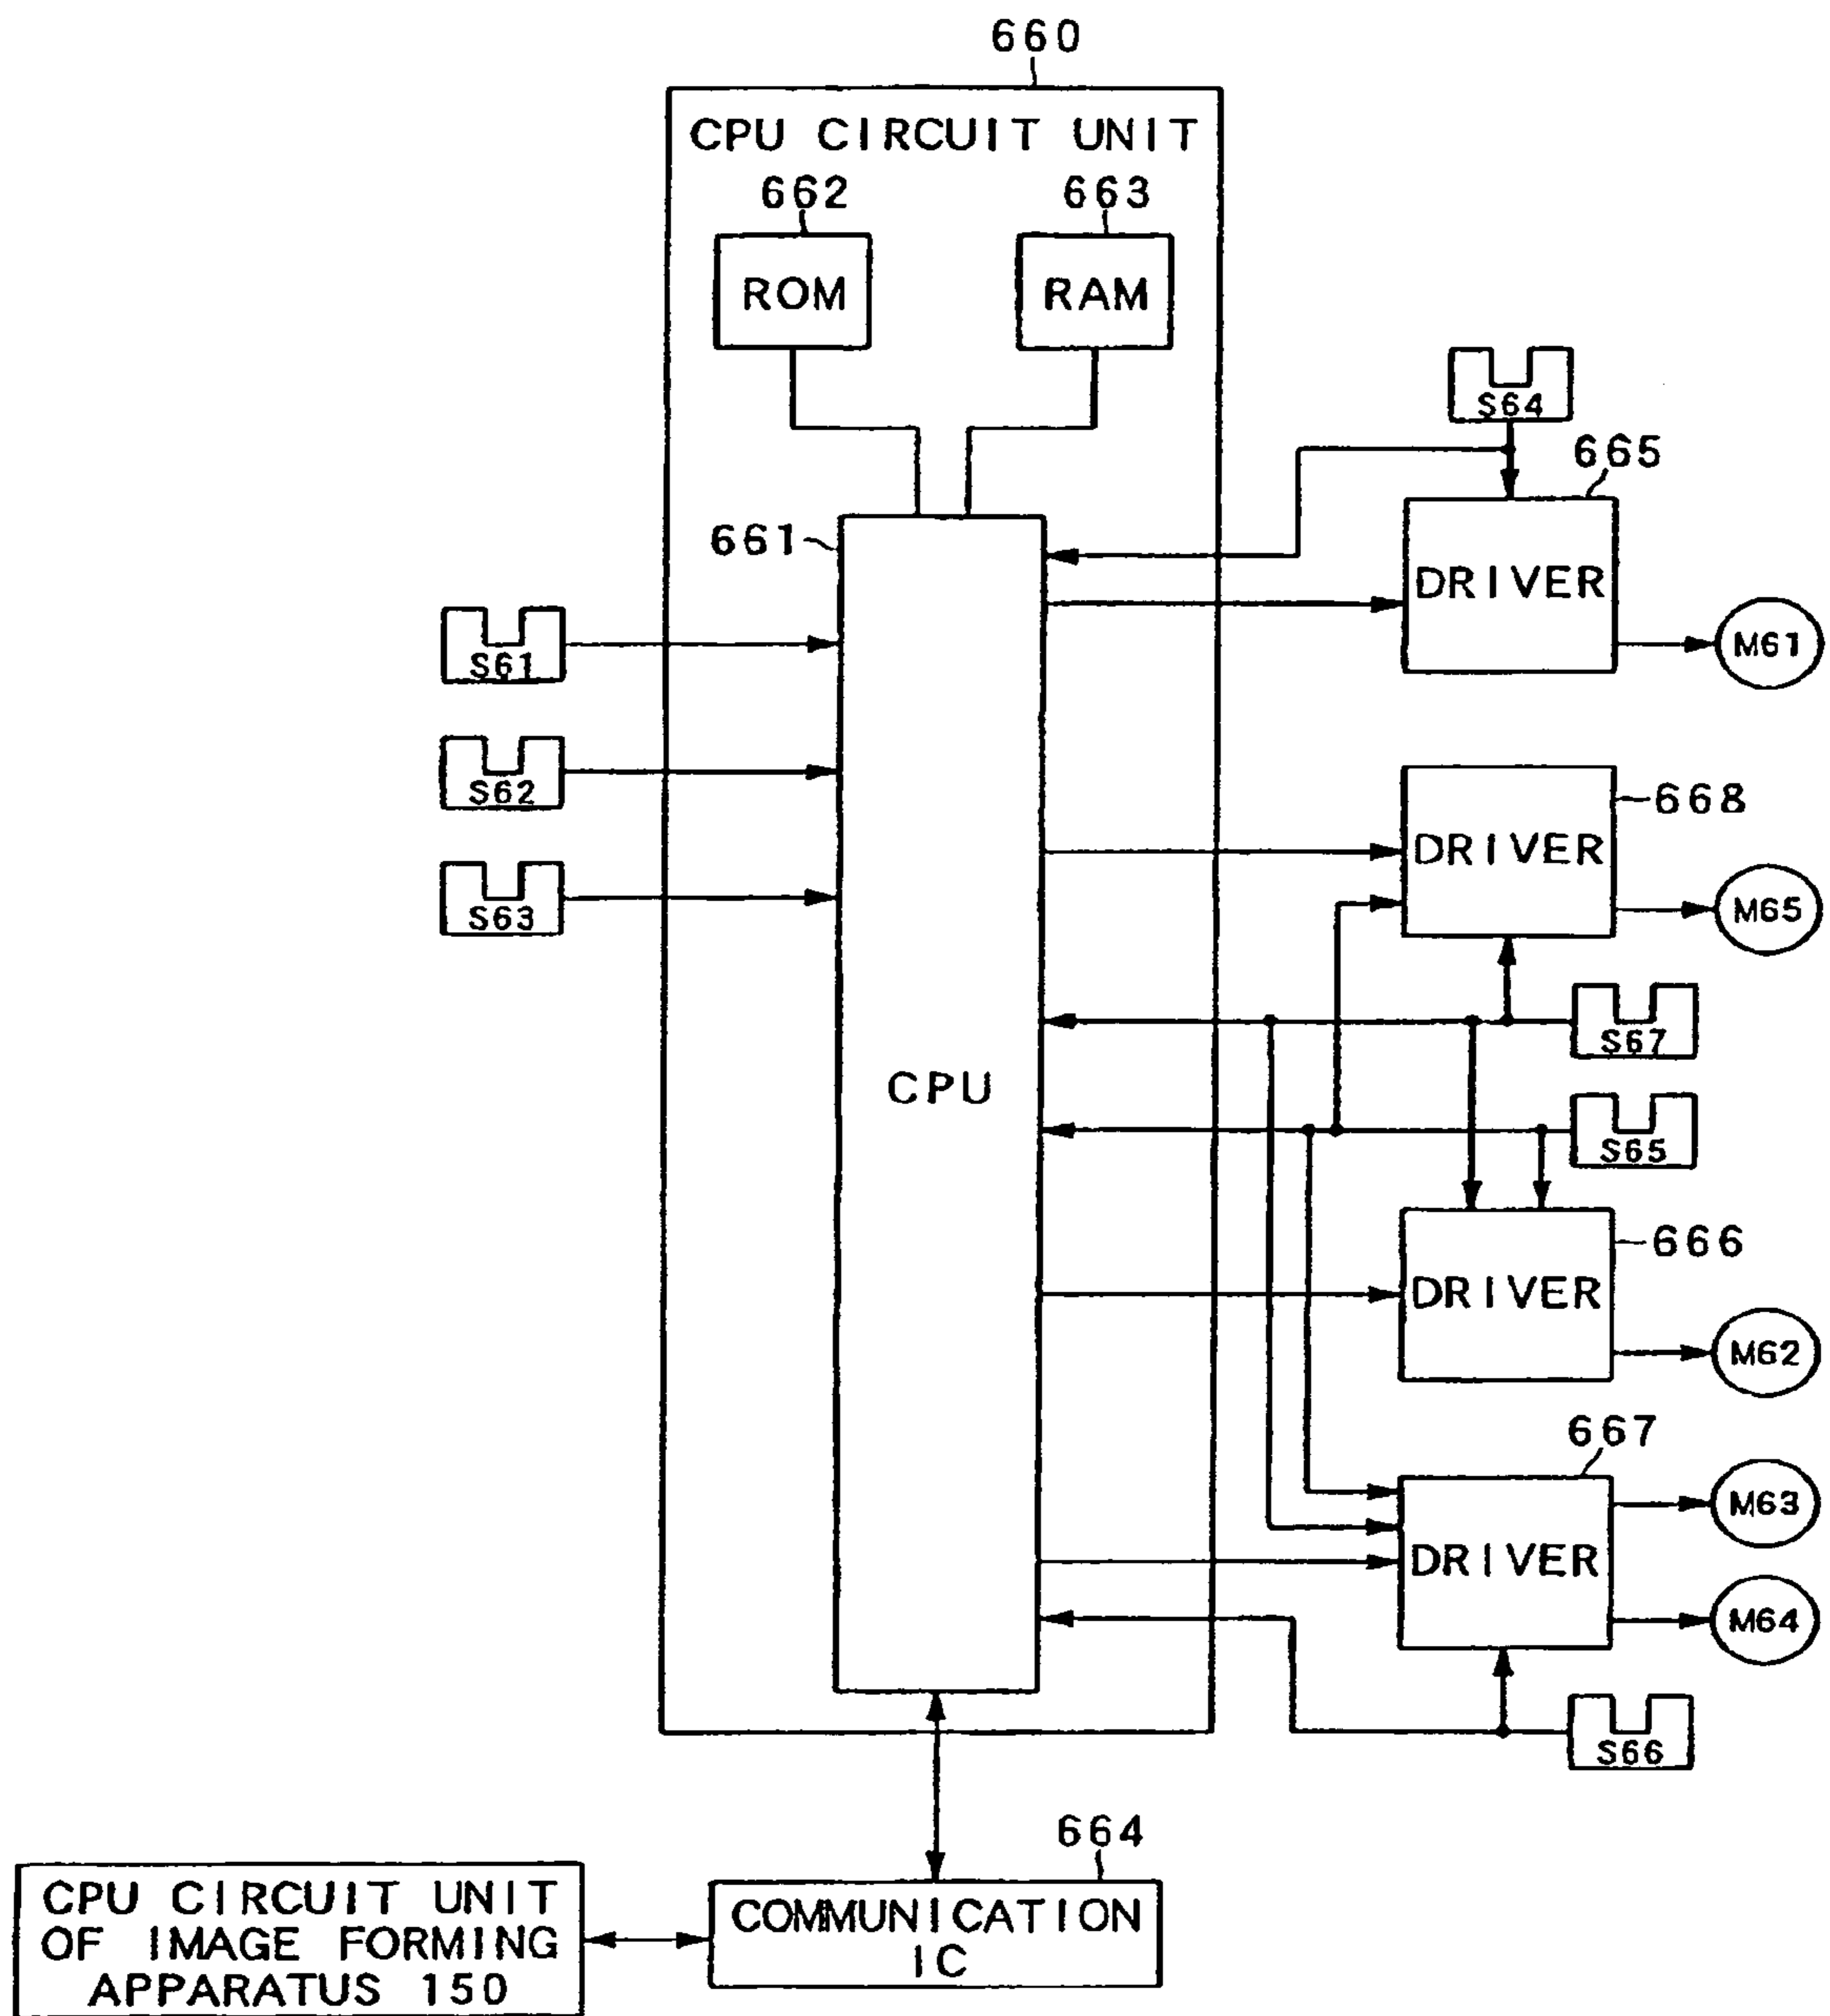 660
CPU CIRCUIT UNIT
662
663
ROM
RAM
S64
665
661
DRIVER
S61
M61
S62
668
DRIVER
S63
M65
S67
CPU
S65
666
DRIVER
M62
667
M63
DRIVER
M64
S66
664
CPU CIRCUIT UNIT
OF IMAGE FORMING
APPARATUS 150
COMMUNICATION
IC